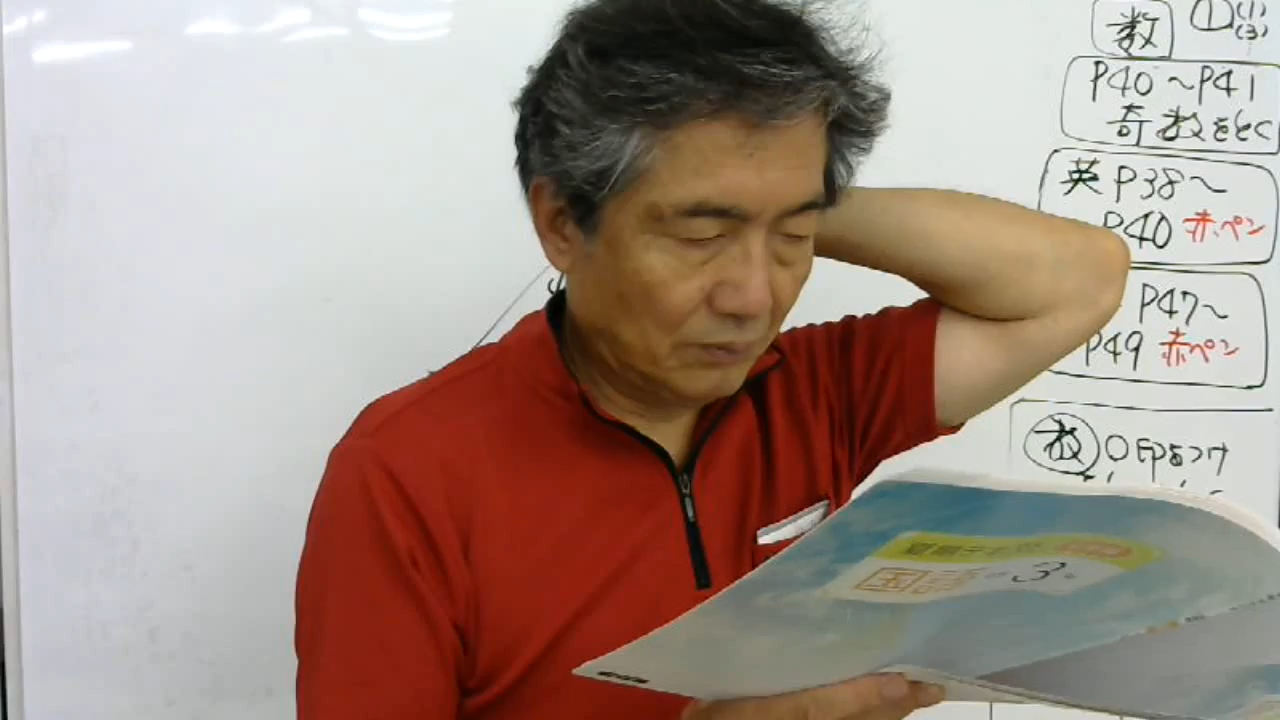 数 ①(1)(3)
P40~P41
奇数をとく
英 P38~
P40 赤ペン
P47~
P49 赤ペン
数 ○印をつけ
国語 3